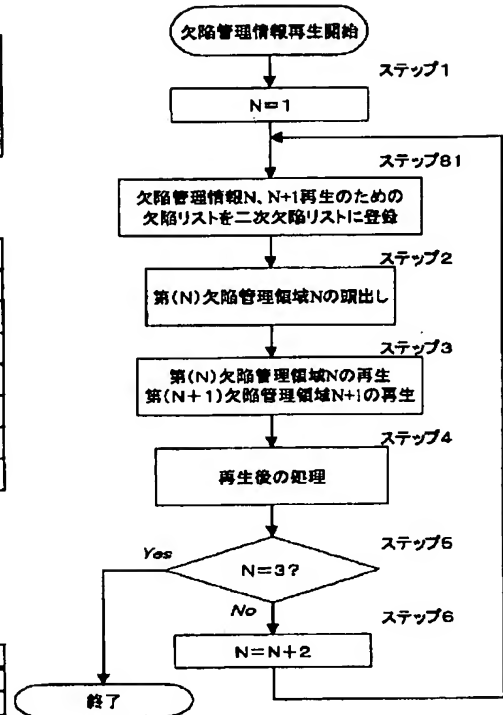 欠陥管理情報再生開始
ステップ1
N=1
ステップ81
欠陥管理情報N、N+1再生のための
欠陥リストを二次欠陥リストに登録
ステップ2
第(N)欠陥管理領域Nの頭出し
ステップ3
第(N)欠陥管理領域Nの再生
第(N+1)欠陥管理領域N+1の再生
ステップ4
再生後の処理
ステップ5
Yes
N=3?
No
ステップ6
N=N+2
終了